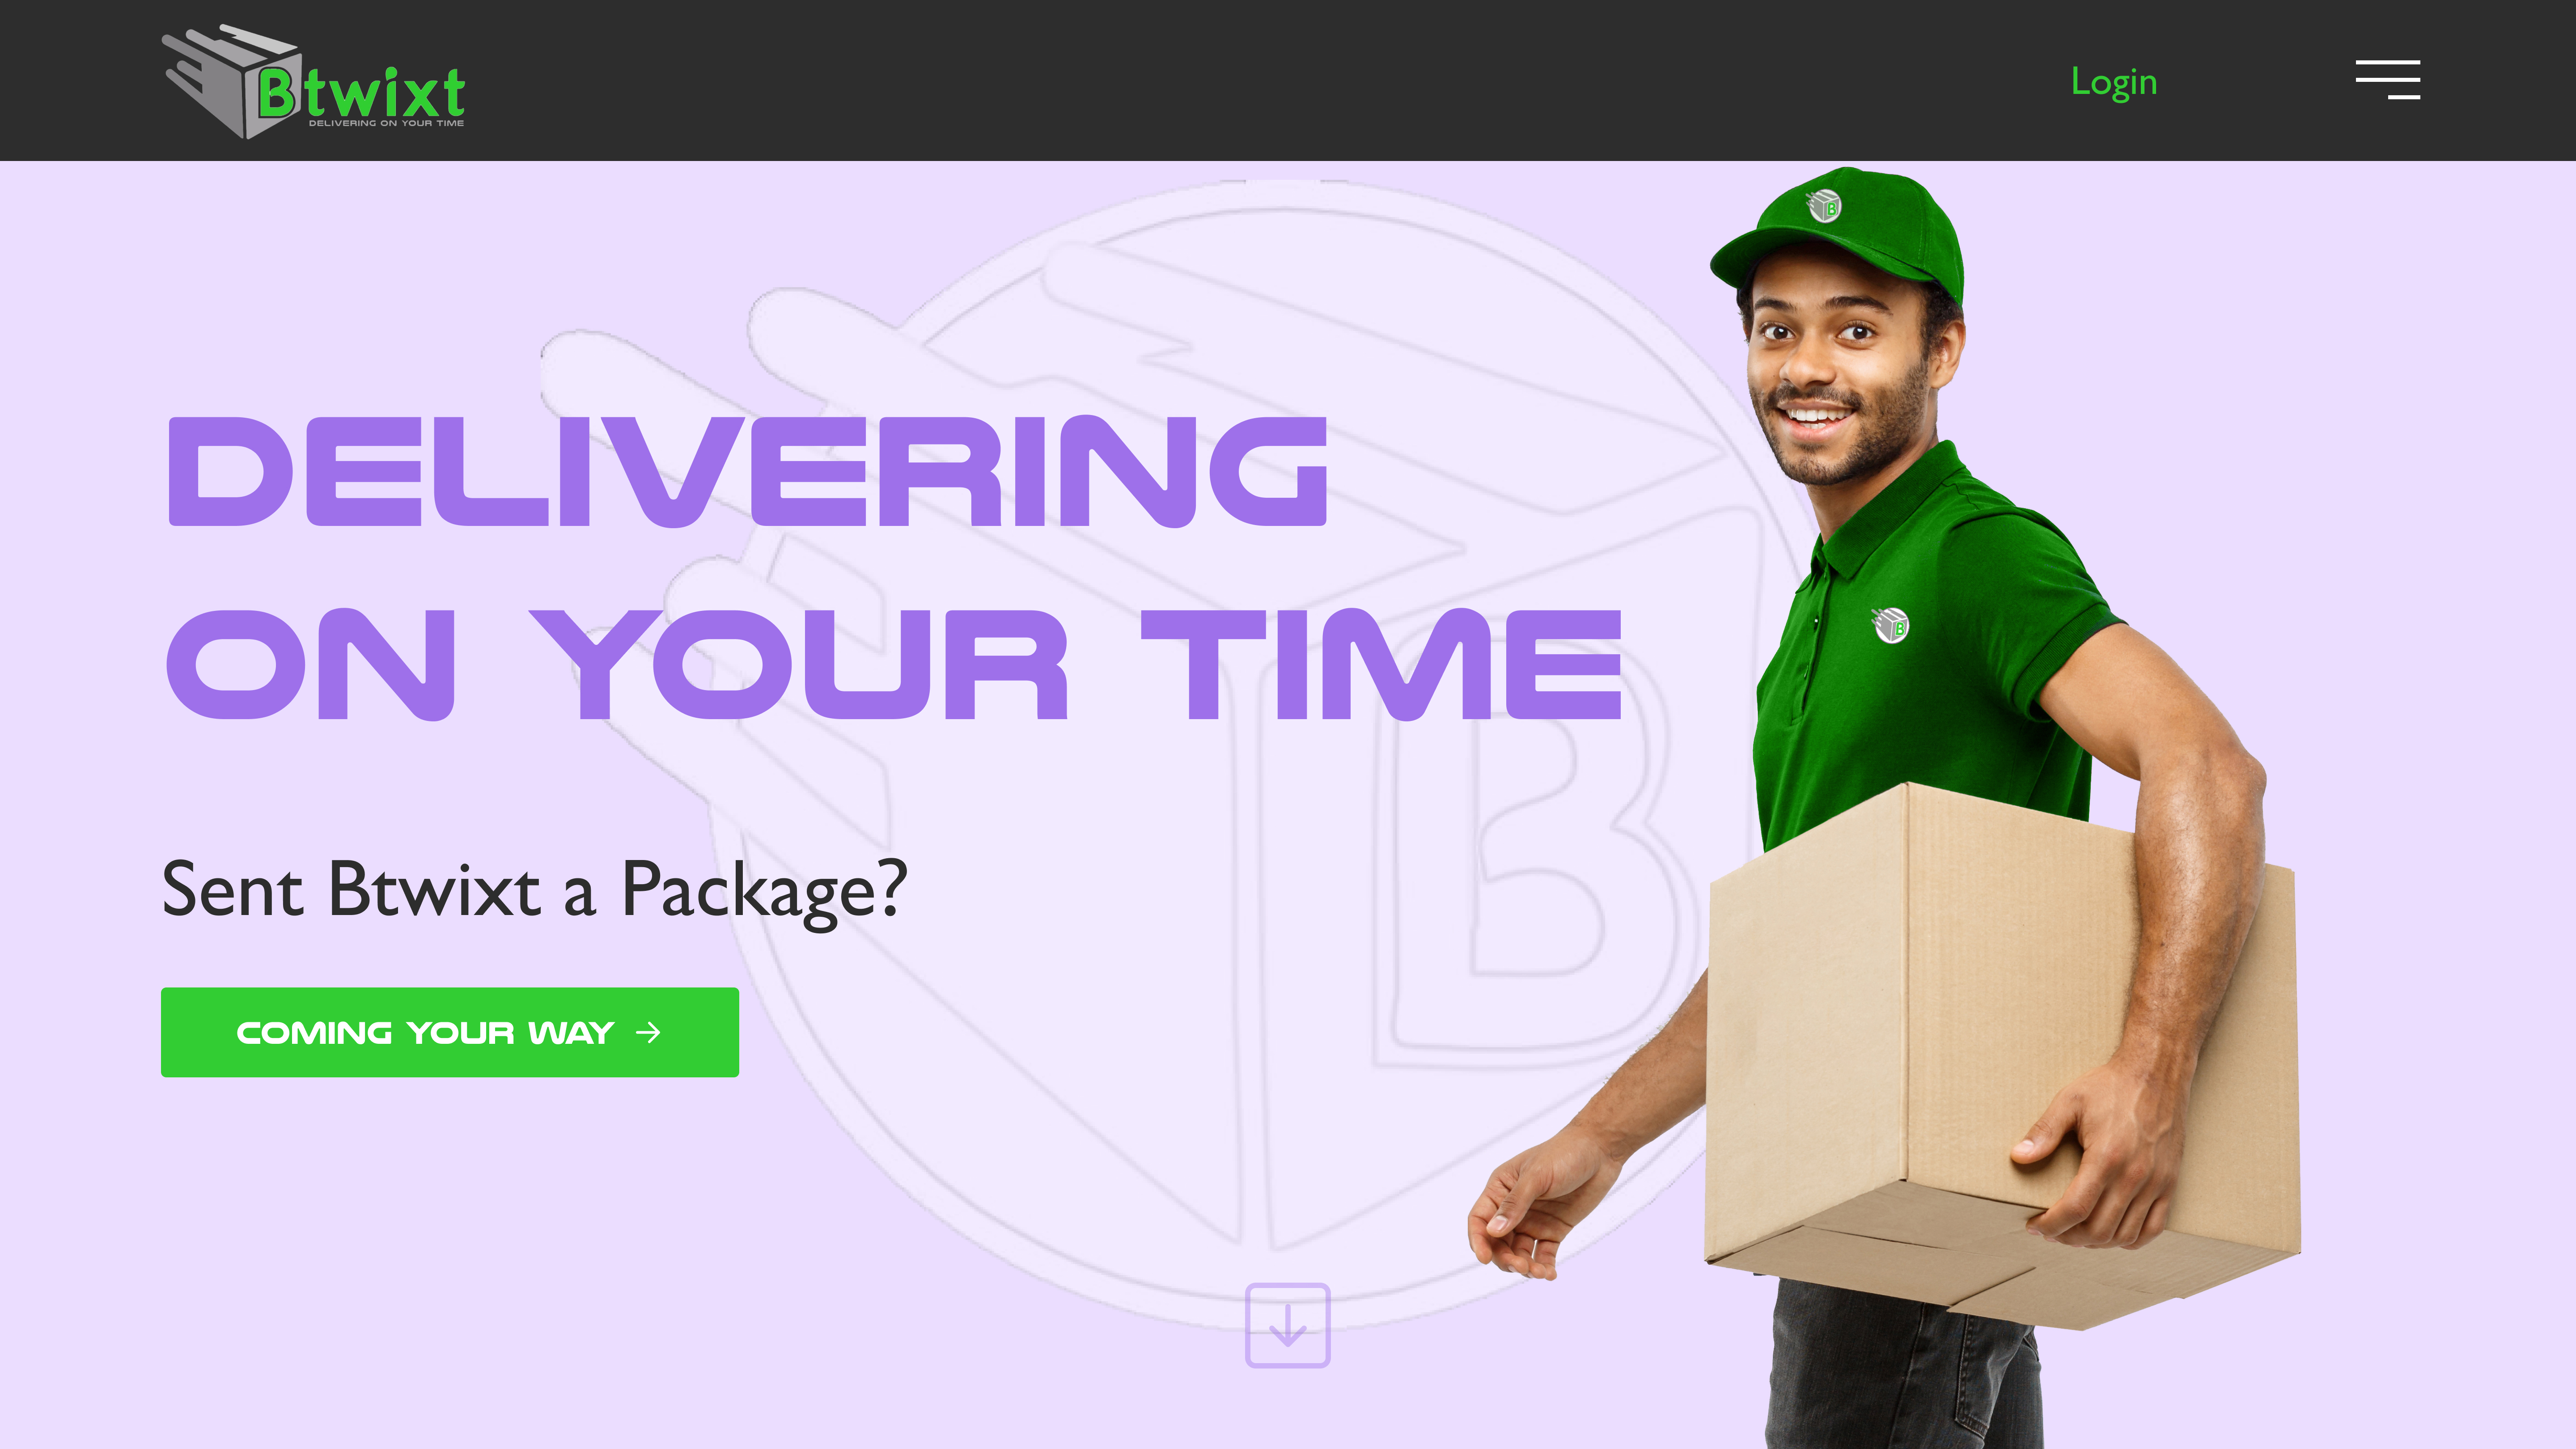 Btwixt
DELIVERING ON YOUR TIME
Login
DELIVERING
ON YOUR TIME
Sent Btwixt a Package?
COMING YOUR WAY
B
B
B